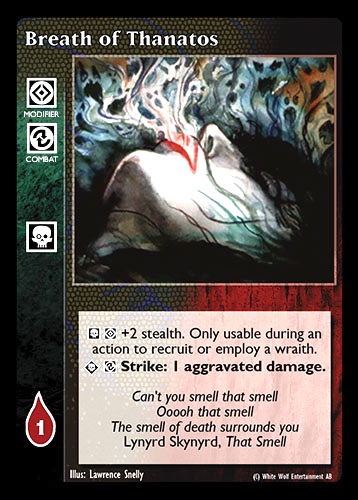 Breath of Thanatos
MODIFIER
COMBAT
+2 stealth. Only usable during an
action to recruit or employ a wraith.
Strike: 1 aggravated damage.
Can't you smell that smell
Ooooh that smell
The smell of death surrounds you
Lynyrd Skynyrd, That Smell
1
Illus: Lawrence Snelly
(C) White Wolf Entertainment AB